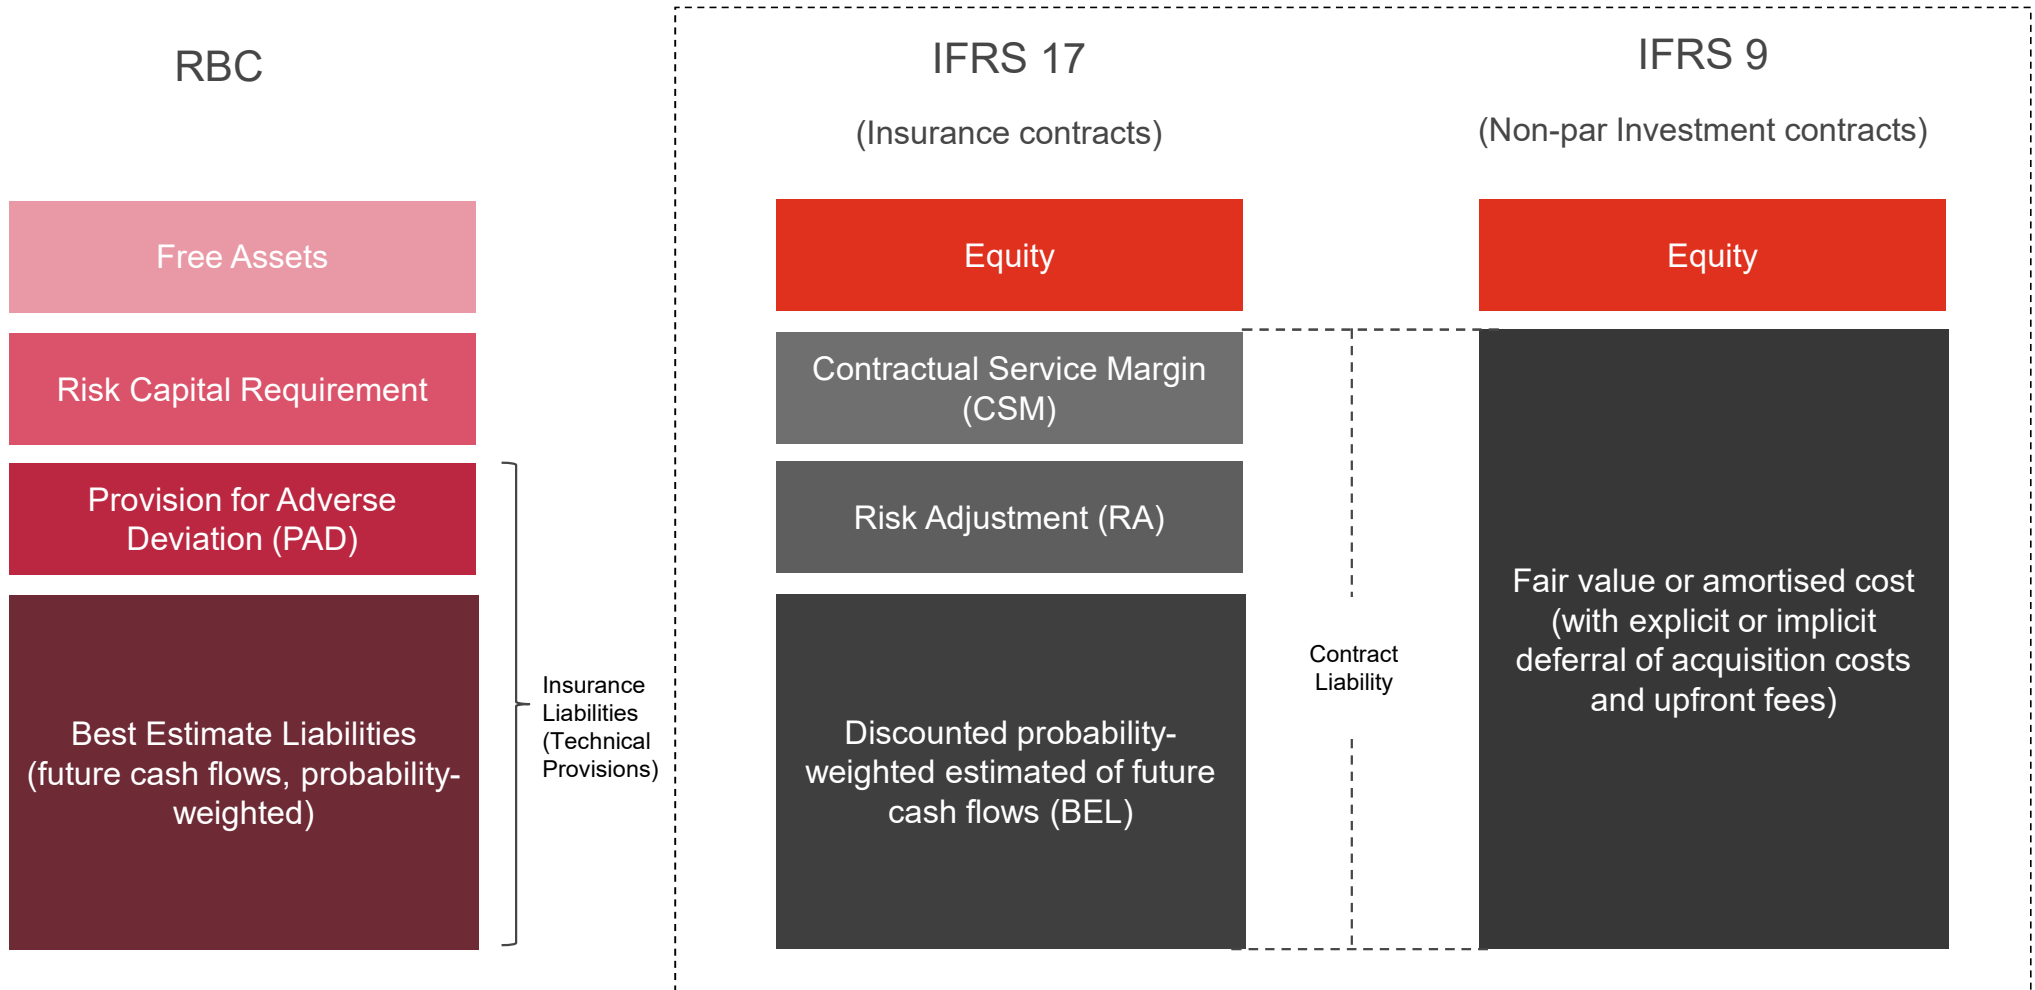 RBC
Free Assets
Risk Capital Requirement
Provision for Adverse
Deviation (PAD)
Best Estimate Liabilities
(future cash flows, probability-
weighted)
Insurance
Liabilities
(Technical
Provisions)
IFRS 17
(Insurance contracts)
Equity
Contractual Service Margin
(CSM)
Risk Adjustment (RA)
Discounted probability-
weighted estimated of future
cash flows (BEL)
Contract
Liability
IFRS 9
(Non-par Investment contracts)
Equity
Fair value or amortised cost
(with explicit or implicit
deferral of acquisition costs
and upfront fees)